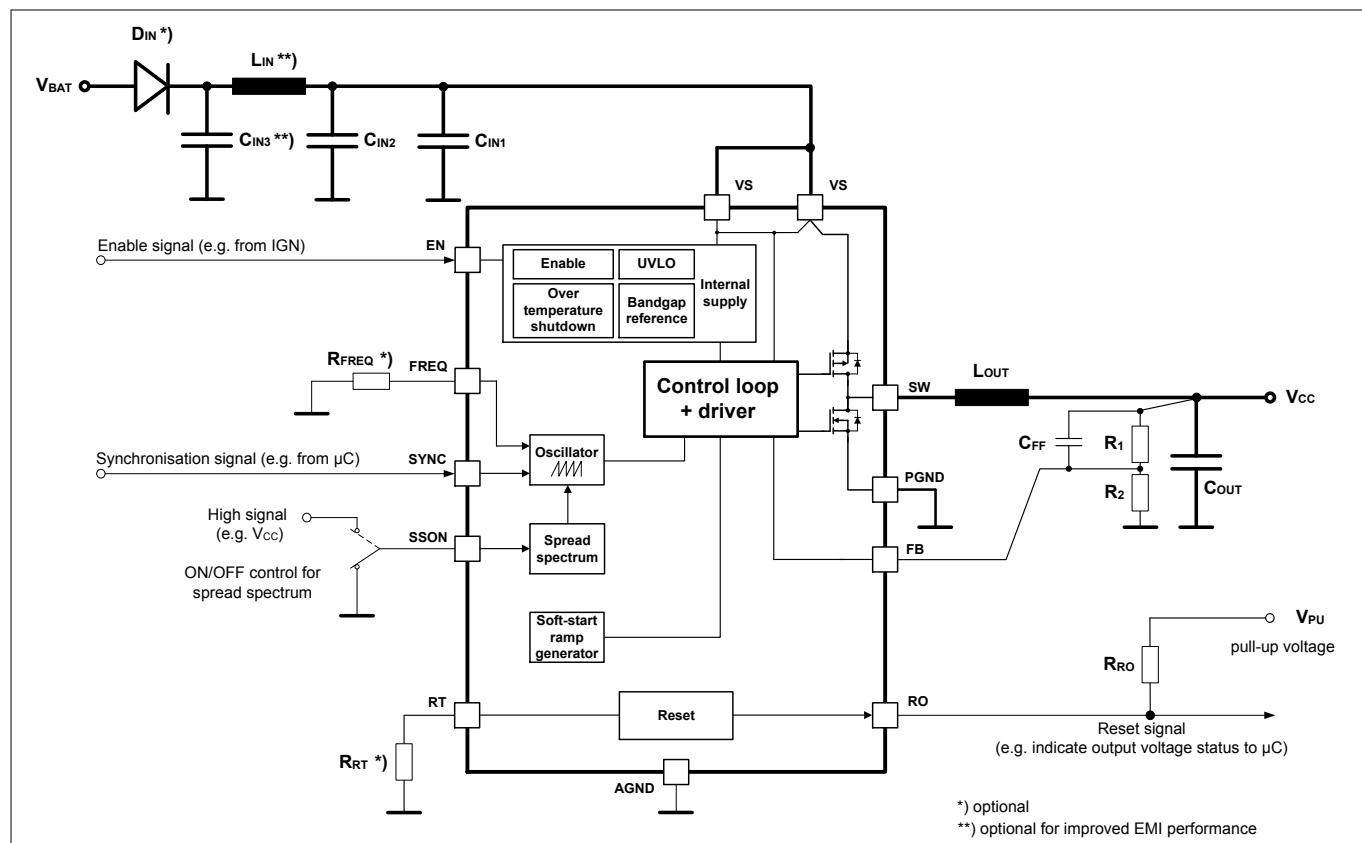 DIN *)
LIN **)
VBAT
CIN3 **)
CIN2
CIN1
VS
VS
Enable signal (e.g. from IGN)
EN
Enable
UVLO
Internal
supply
Over
temperature
shutdown
Bandgap
reference
RFREQ *)
FREQ
Control loop
+ driver
SW
LOUT
VCC
CFF
R1
R2
COUT
Synchronisation signal (e.g. from µC)
SYNC
Oscillator
PGND
High signal
(e.g. VCC)
SSON
Spread
spectrum
FB
ON/OFF control for
spread spectrum
Soft-start
ramp
generator
VPU
pull-up voltage
RRO
RT
Reset
RO
Reset signal
(e.g. indicate output voltage status to µC)
RRT *)
AGND
*) optional
**) optional for improved EMI performance